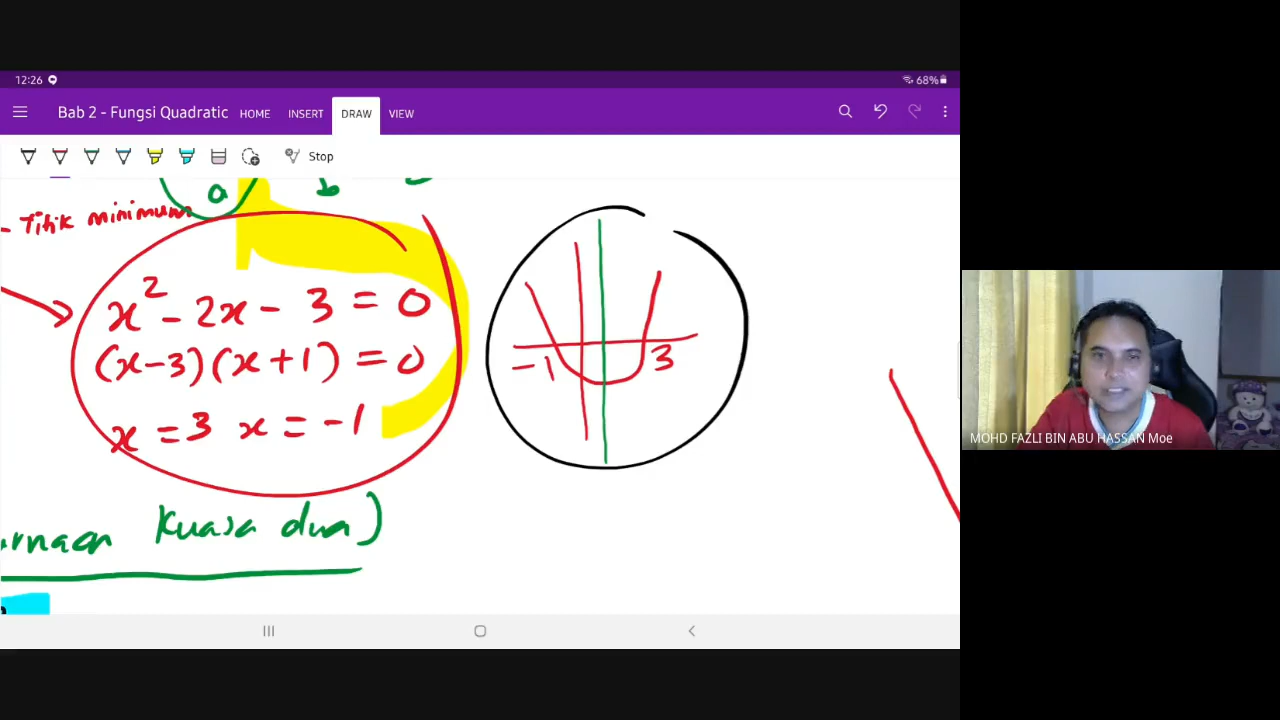 12:26 68%
Bab 2 - Fungsi Quadratic HOME INSERT DRAW VIEW
Stop
a b
- Titik minimum
x² - 2x - 3 = 0
(x-3)(x+1) = 0
x = 3 x = -1
-1 3
MOHD FAZLI BIN ABU HASSAN Moe
rnaan kuasa dua)